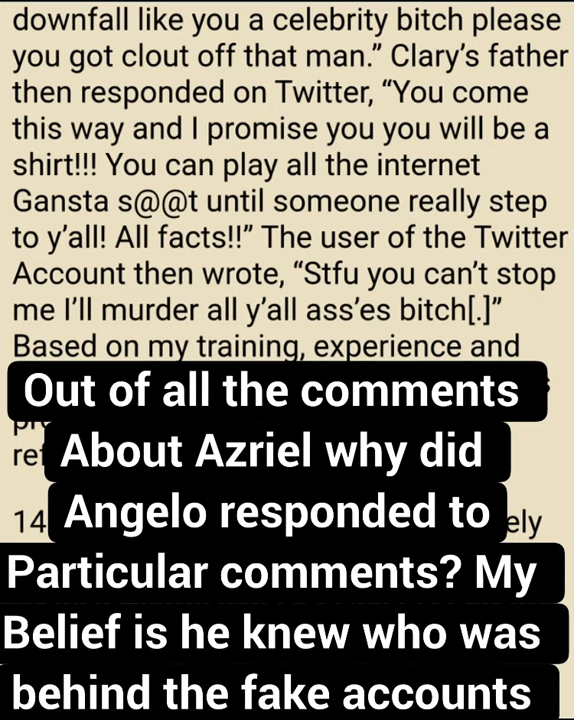 downfall like you a celebrity bitch please
you got clout off that man.” Clary’s father
then responded on Twitter, “You come
this way and I promise you you will be a
shirt!!! You can play all the internet
Gansta s@@t until someone really step
to y’all! All facts!!” The user of the Twitter
Account then wrote, “Stfu you can’t stop
me I’ll murder all y’all ass’es bitch[.]”
Based on my training, experience and
Out of all the comments
About Azriel why did
14 Angelo responded to
Particular comments? My
Belief is he knew who was
behind the fake accounts